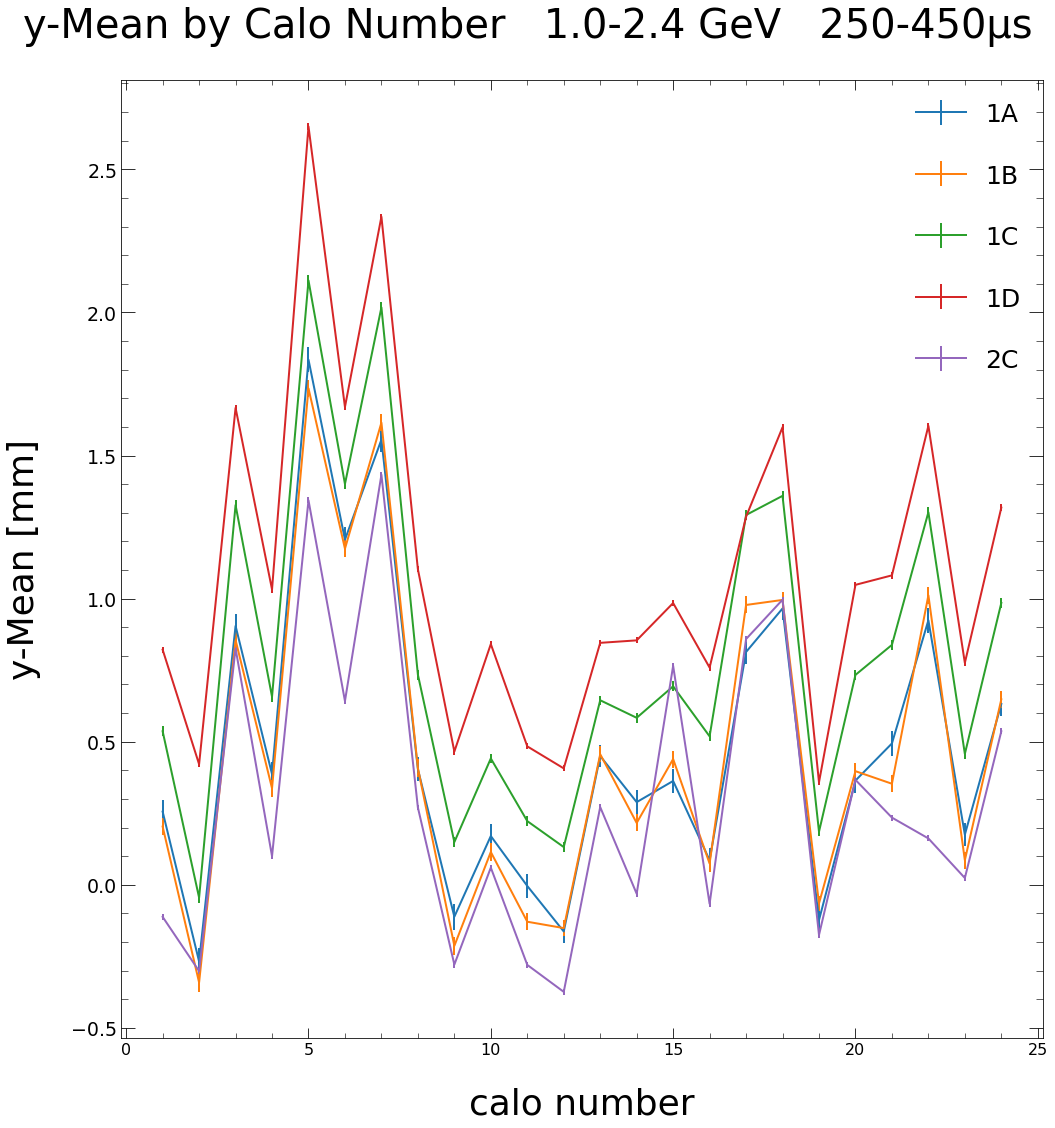 y-Mean by Calo Number 1.0-2.4 GeV 250-450μs
1A
1B
1C
1D
2C
2.5
2.0
1.5
1.0
0.5
0.0
−0.5
y-Mean [mm]
0 5 10 15 20 25
calo number